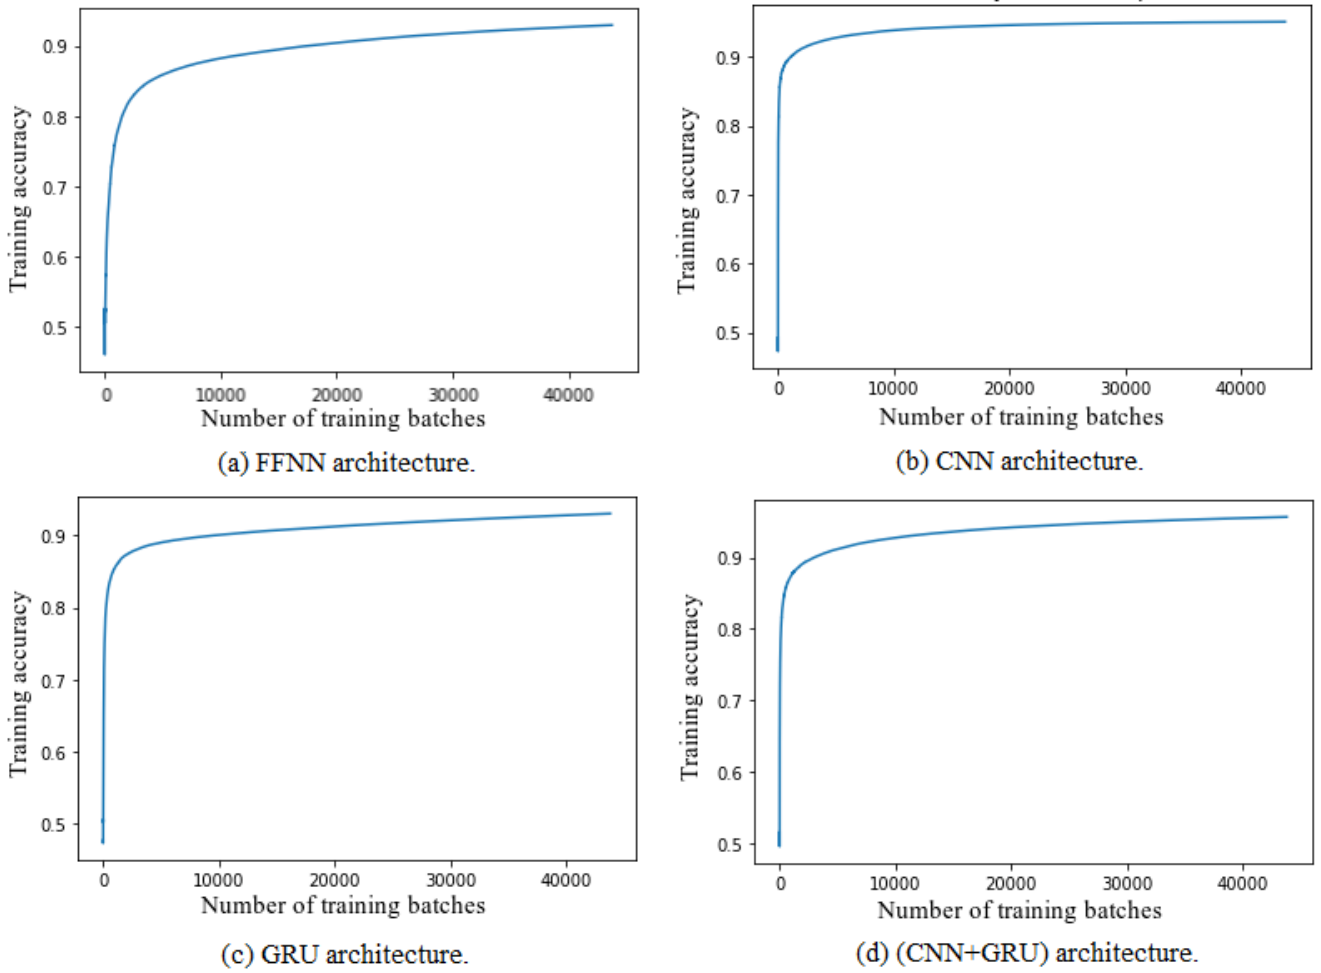 0.9
0.8
0.7
0.6
0.5
Training accuracy
0 10000 20000 30000 40000
Number of training batches
(a) FFNN architecture.
0.9
0.8
0.7
0.6
0.5
Training accuracy
0 10000 20000 30000 40000
Number of training batches
(b) CNN architecture.
0.9
0.8
0.7
0.6
0.5
Training accuracy
0 10000 20000 30000 40000
Number of training batches
(c) GRU architecture.
0.9
0.8
0.7
0.6
0.5
Training accuracy
0 10000 20000 30000 40000
Number of training batches
(d) (CNN+GRU) architecture.